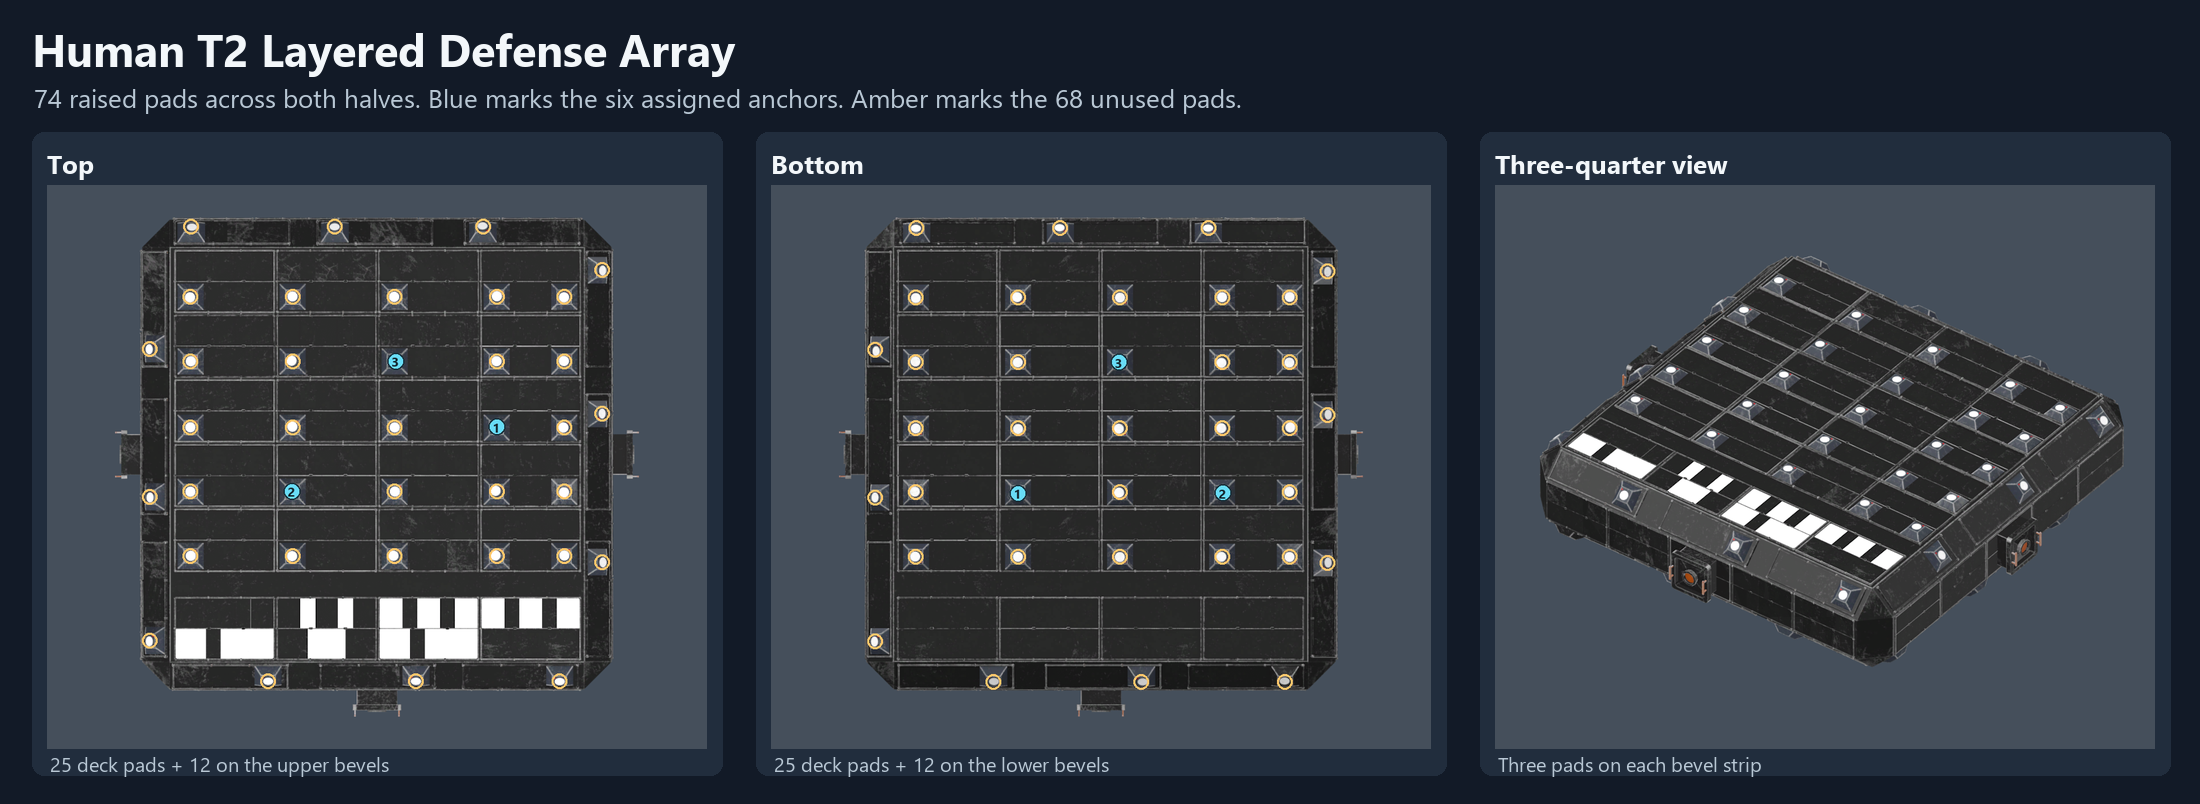 Human T2 Layered Defense Array
74 raised pads across both halves. Blue marks the six assigned anchors. Amber marks the 68 unused pads.
Top
3
1
2
25 deck pads + 12 on the upper bevels
Bottom
3
1
2
25 deck pads + 12 on the lower bevels
Three-quarter view
Three pads on each bevel strip